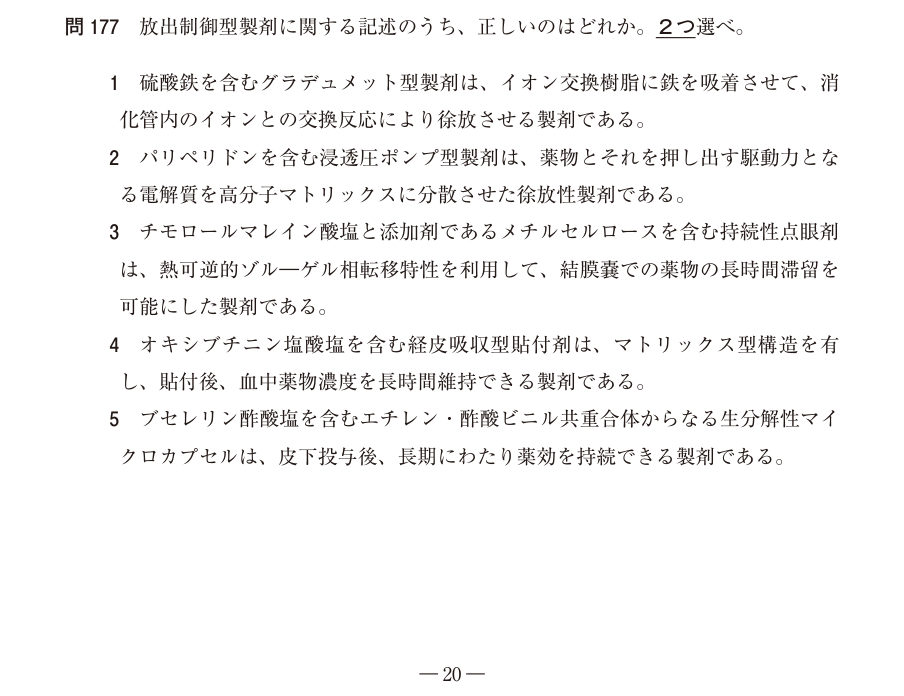 問 177　放出制御型製剤に関する記述のうち、正しいのはどれか。２つ選べ。
1　硫酸鉄を含むグラデュメット型製剤は、イオン交換樹脂に鉄を吸着させて、消
化管内のイオンとの交換反応により徐放させる製剤である。
2　パリペリドンを含む浸透圧ポンプ型製剤は、薬物とそれを押し出す駆動力とな
る電解質を高分子マトリックスに分散させた徐放性製剤である。
3　チモロールマレイン酸塩と添加剤であるメチルセルロースを含む持続性点眼剤
は、熱可逆的ゾル―ゲル相転移特性を利用して、結膜嚢での薬物の長時間滞留を
可能にした製剤である。
4　オキシブチニン塩酸塩を含む経皮吸収型貼付剤は、マトリックス型構造を有
し、貼付後、血中薬物濃度を長時間維持できる製剤である。
5　ブセレリン酢酸塩を含むエチレン・酢酸ビニル共重合体からなる生分解性マイ
クロカプセルは、皮下投与後、長期にわたり薬効を持続できる製剤である。
― 20 ―